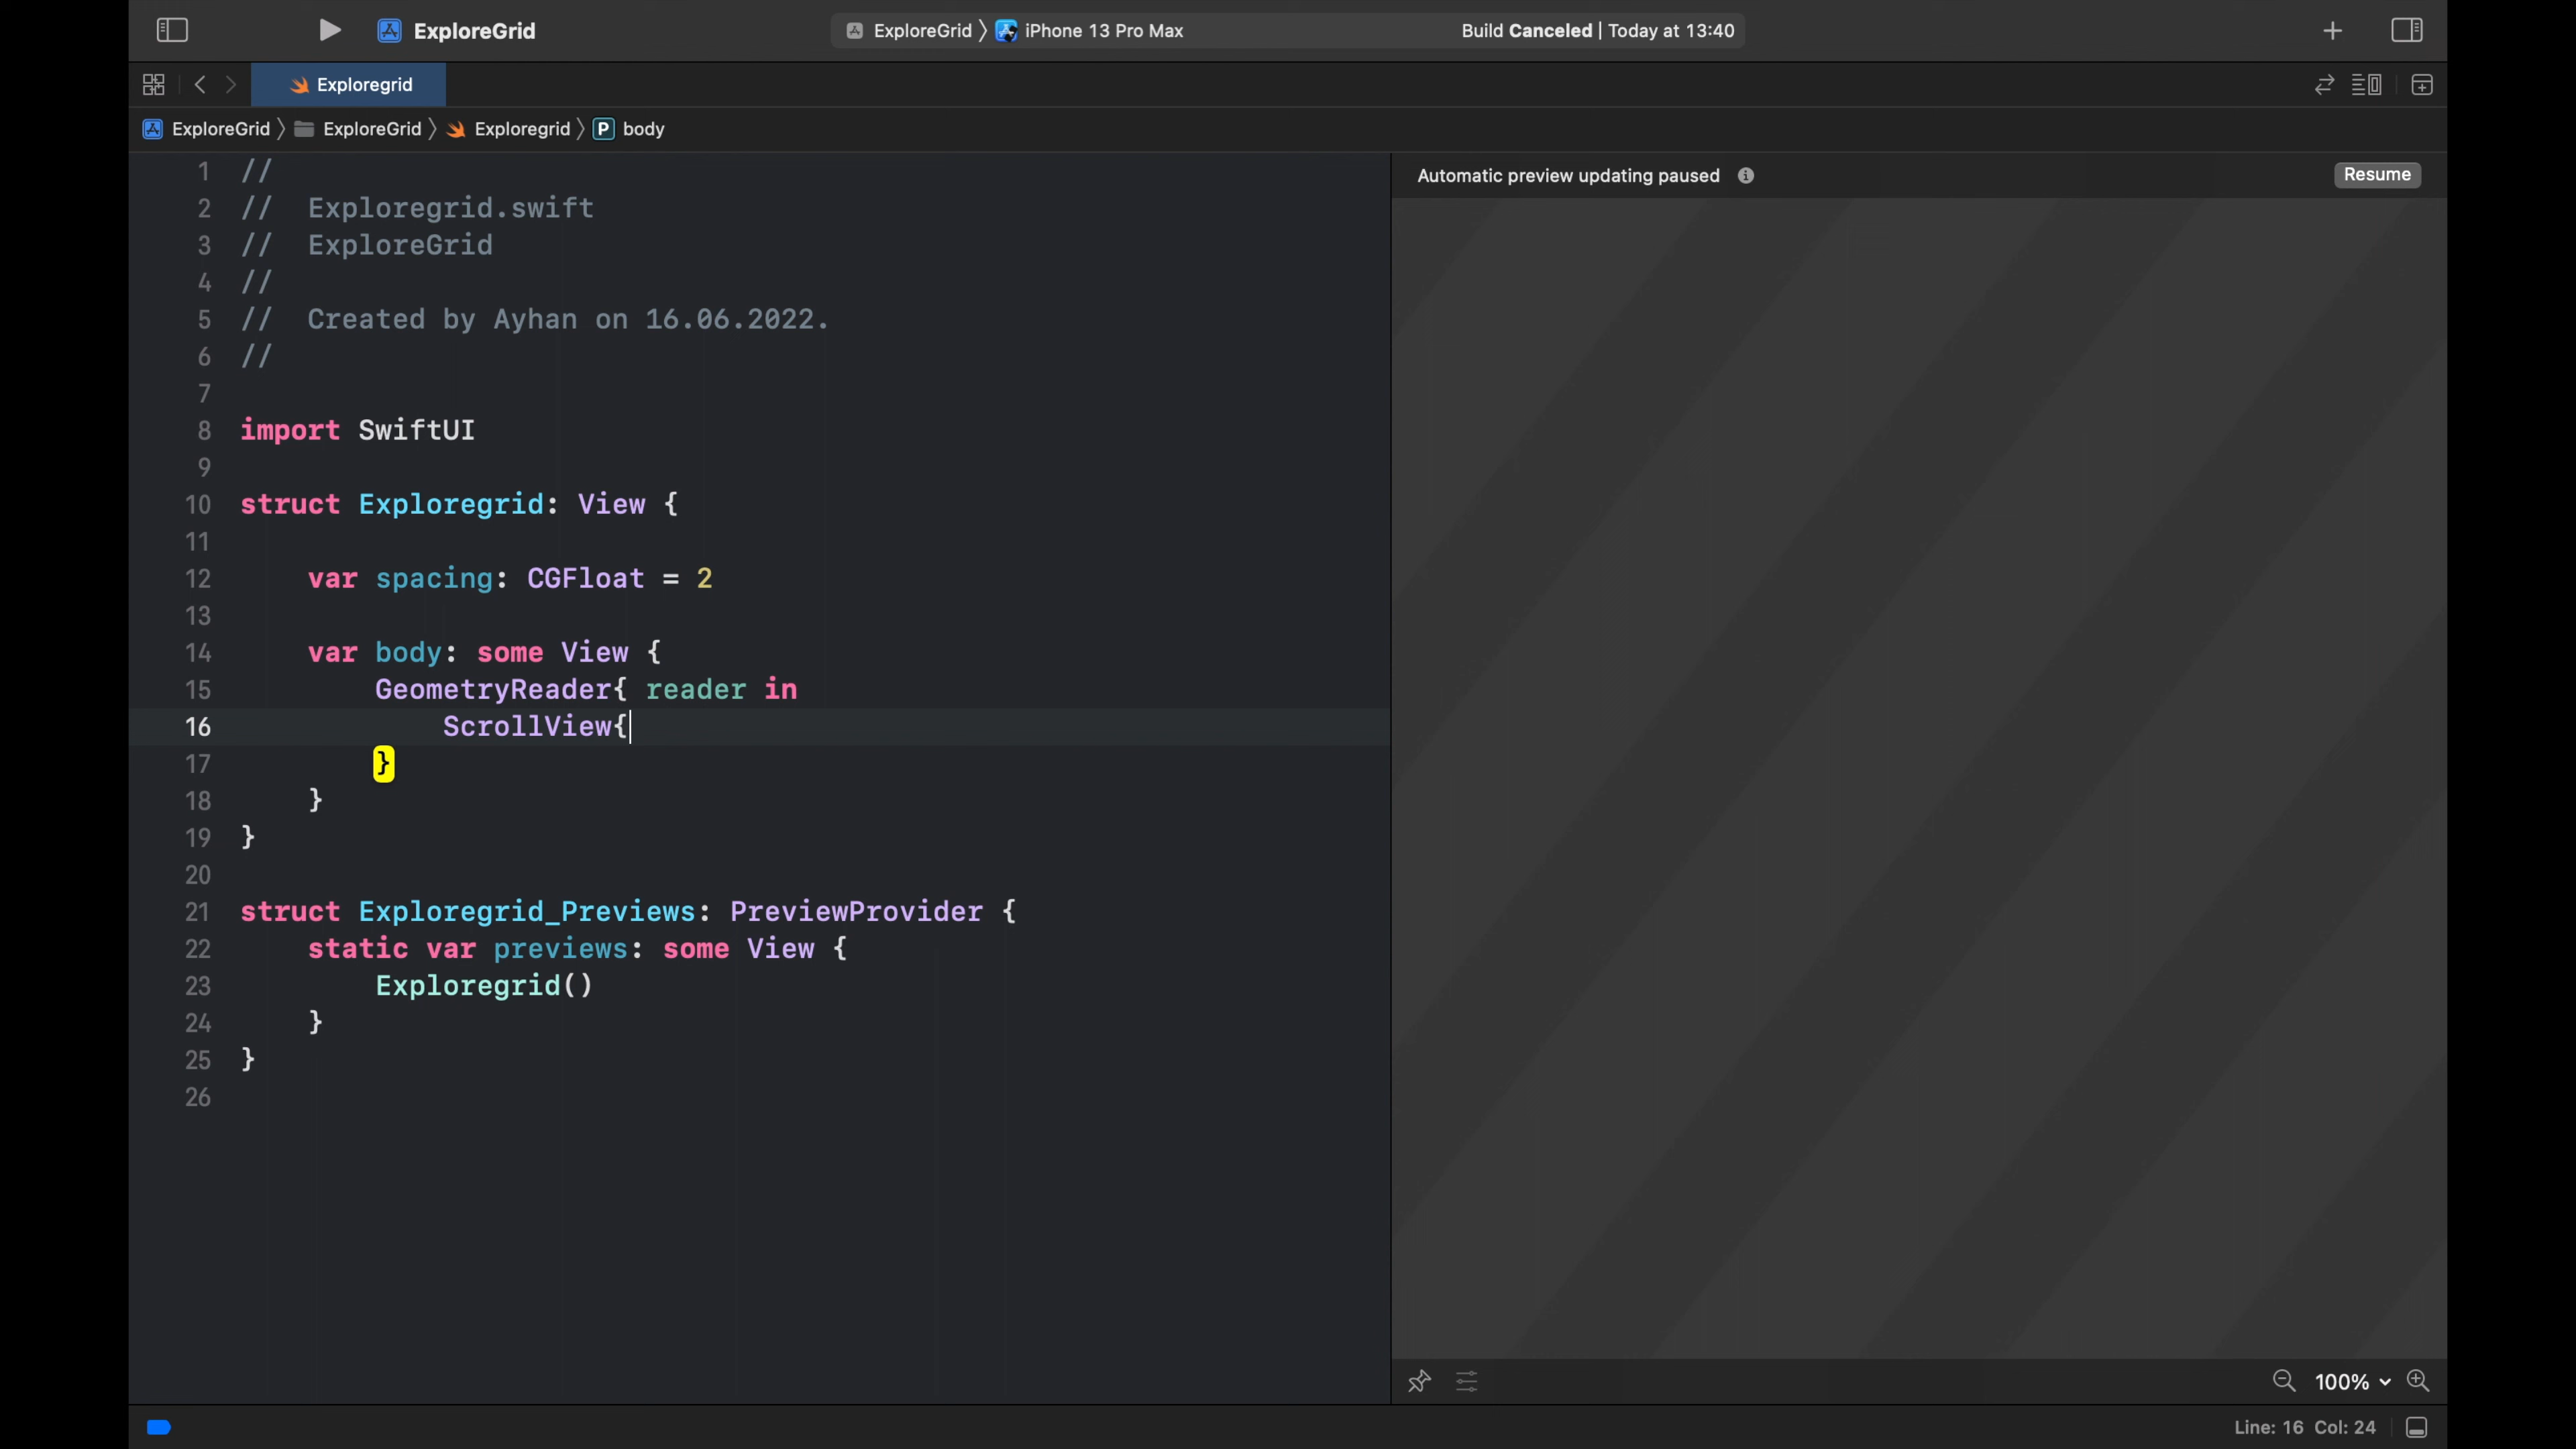 ExploreGrid
ExploreGrid 〉 iPhone 13 Pro Max
Build Canceled | Today at 13:40
Exploregrid
ExploreGrid 〉 ExploreGrid 〉 Exploregrid 〉 P body
1 //
2 //  Exploregrid.swift
3 //  ExploreGrid
4 //
5 //  Created by Ayhan on 16.06.2022.
6 //
7
8 import SwiftUI
9
10 struct Exploregrid: View {
11
12     var spacing: CGFloat = 2
13
14     var body: some View {
15         GeometryReader{ reader in
16             ScrollView{
17         }
18     }
19 }
20
21 struct Exploregrid_Previews: PreviewProvider {
22     static var previews: some View {
23         Exploregrid()
24     }
25 }
26
Automatic preview updating paused
Resume
100%
Line: 16 Col: 24